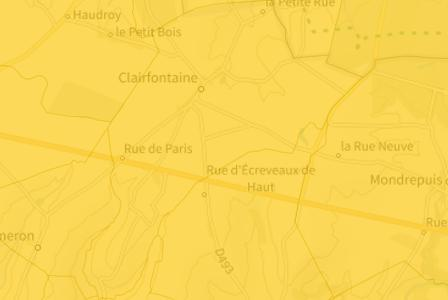 la Petite Rue
Haudroy
le Petit Bois
Clairfontaine
Rue de Paris
la Rue Neuve
Rue d'Écreveaux de
Haut
Mondrepuis
Rue
meron
D493